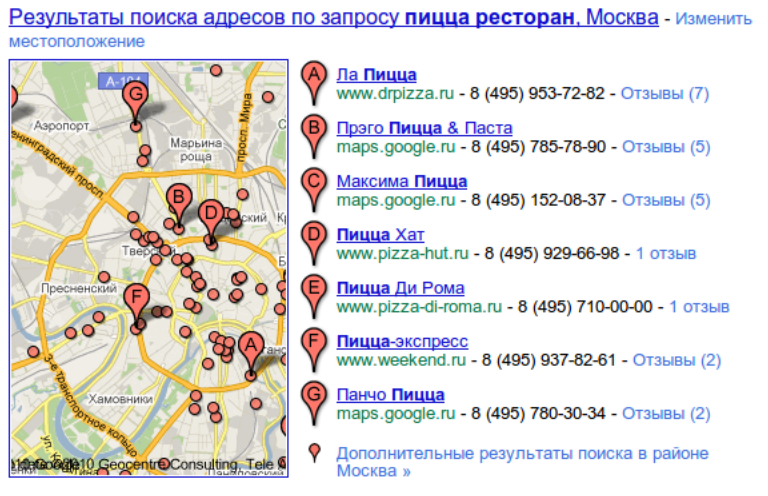 Результаты поиска адресов по запросу пицца ресторан, Москва - Изменить
местоположение
A-104
G
Аэропорт
Марьина
роща
просп. Мира
B
D
Пресненский
F
A
3-е транспортное кольцо
Хамовники
Geocentre Consulting, Tele A
A
Ла Пицца
www.drpizza.ru - 8 (495) 953-72-82 - Отзывы (7)
B
Прэго Пицца & Паста
maps.google.ru - 8 (495) 785-78-90 - Отзывы (5)
C
Максима Пицца
maps.google.ru - 8 (495) 152-08-37 - Отзывы (5)
D
Пицца Хат
www.pizza-hut.ru - 8 (495) 929-66-98 - 1 отзыв
E
Пицца Ди Рома
www.pizza-di-roma.ru - 8 (495) 710-00-00 - 1 отзыв
F
Пицца-экспресс
www.weekend.ru - 8 (495) 937-82-61 - Отзывы (2)
G
Панчо Пицца
maps.google.ru - 8 (495) 780-30-34 - Отзывы (2)
Дополнительные результаты поиска в районе
Москва »